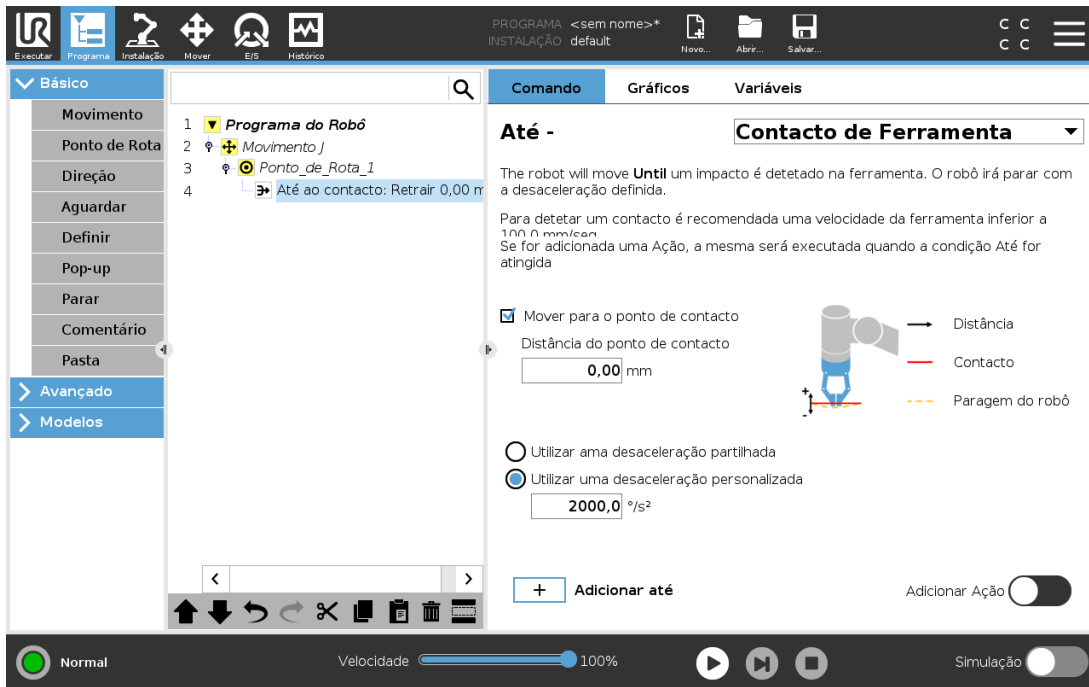 PROGRAMA <sem nome>*
INSTALAÇÃO default
Executar Programa Instalação Mover E/S Histórico
Novo... Abrir... Salvar...
C C
C C
Básico
Movimento
Ponto de Rota
Direção
Aguardar
Definir
Pop-up
Parar
Comentário
Pasta
Avançado
Modelos
1 Programa do Robô
2 Movimento J
3 Ponto_de_Rota_1
4 Até ao contacto: Retrair 0,00 m
Comando Gráficos Variáveis
Até - Contacto de Ferramenta
The robot will move Until um impacto é detetado na ferramenta. O robô irá parar com
a desaceleração definida.
Para detetar um contacto é recomendada uma velocidade da ferramenta inferior a
100,0 mm/seg
Se for adicionada uma Ação, a mesma será executada quando a condição Até for
atingida
Mover para o ponto de contacto
Distância do ponto de contacto
0,00 mm
Distância
Contacto
Paragem do robô
+
-
Utilizar ama desaceleração partilhada
Utilizar uma desaceleração personalizada
2000,0 °/s²
+ Adicionar até
Adicionar Ação
Normal
Velocidade 100%
Simulação